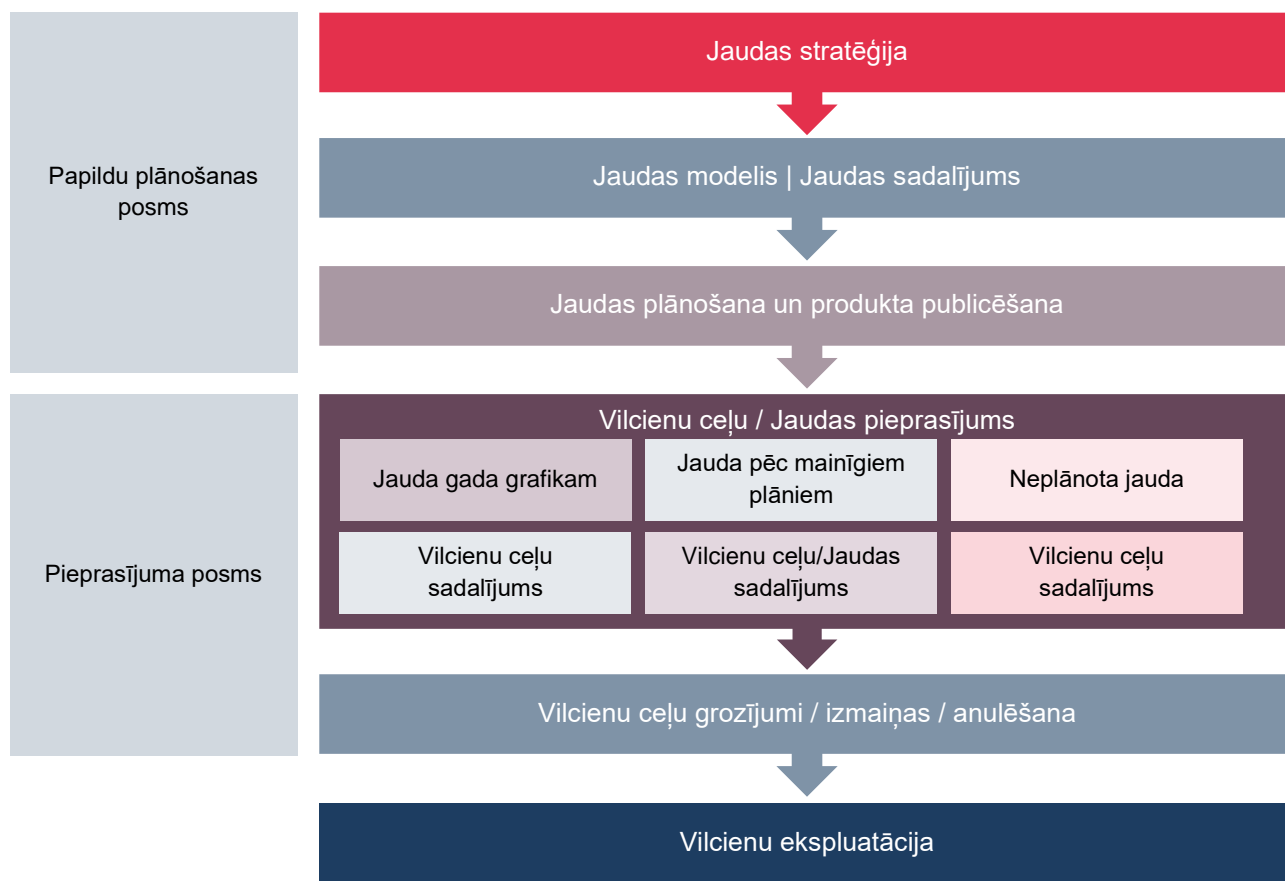 Papildu plānošanas
posms
Jaudas stratēģija
Jaudas modelis | Jaudas sadalījums
Jaudas plānošana un produkta publicēšana
Pieprasījuma posms
Vilcienu ceļu / Jaudas pieprasījums
Jauda gada grafikam
Jauda pēc mainīgiem
plāniem
Neplānota jauda
Vilcienu ceļu
sadalījums
Vilcienu ceļu/Jaudas
sadalījums
Vilcienu ceļu
sadalījums
Vilcienu ceļu grozījumi / izmaiņas / anulēšana
Vilcienu ekspluatācija